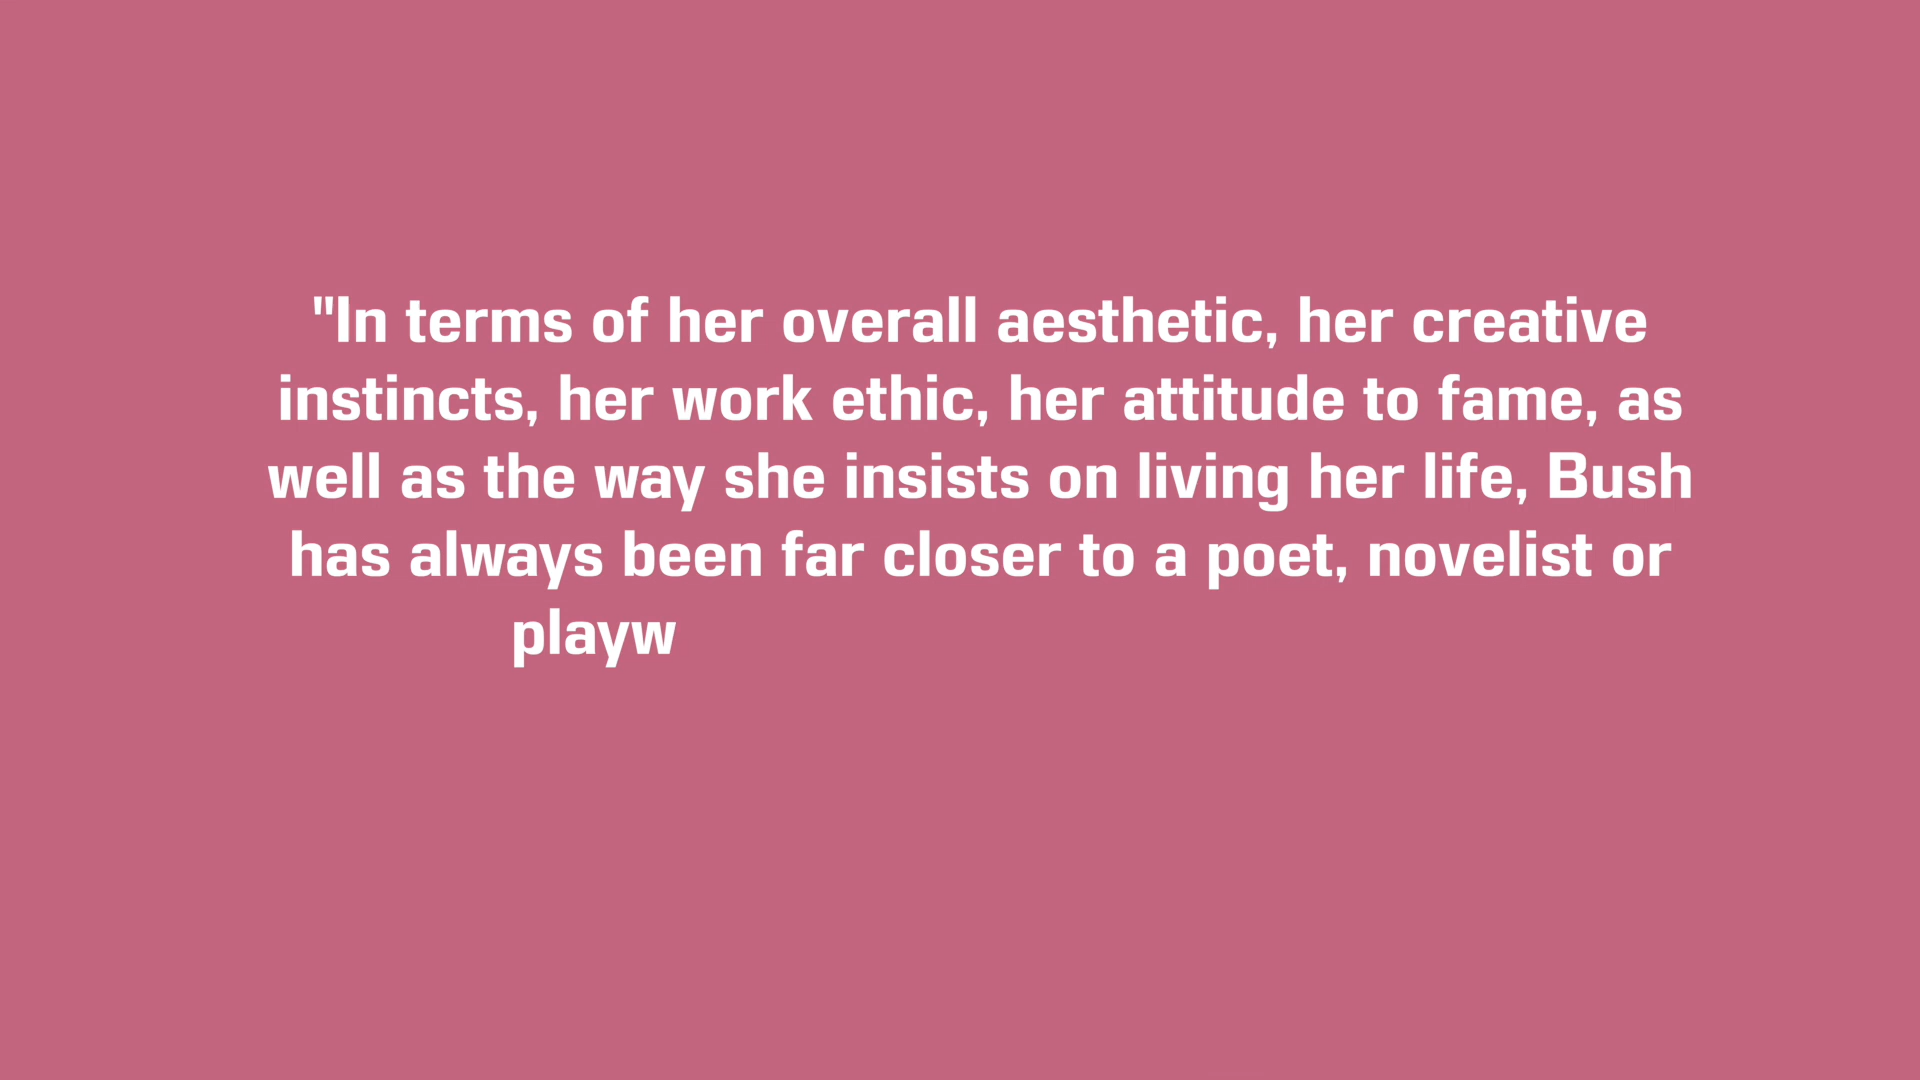 "In terms of her overall aesthetic, her creative
instincts, her work ethic, her attitude to fame, as
well as the way she insists on living her life, Bush
has always been far closer to a poet, novelist or
playw